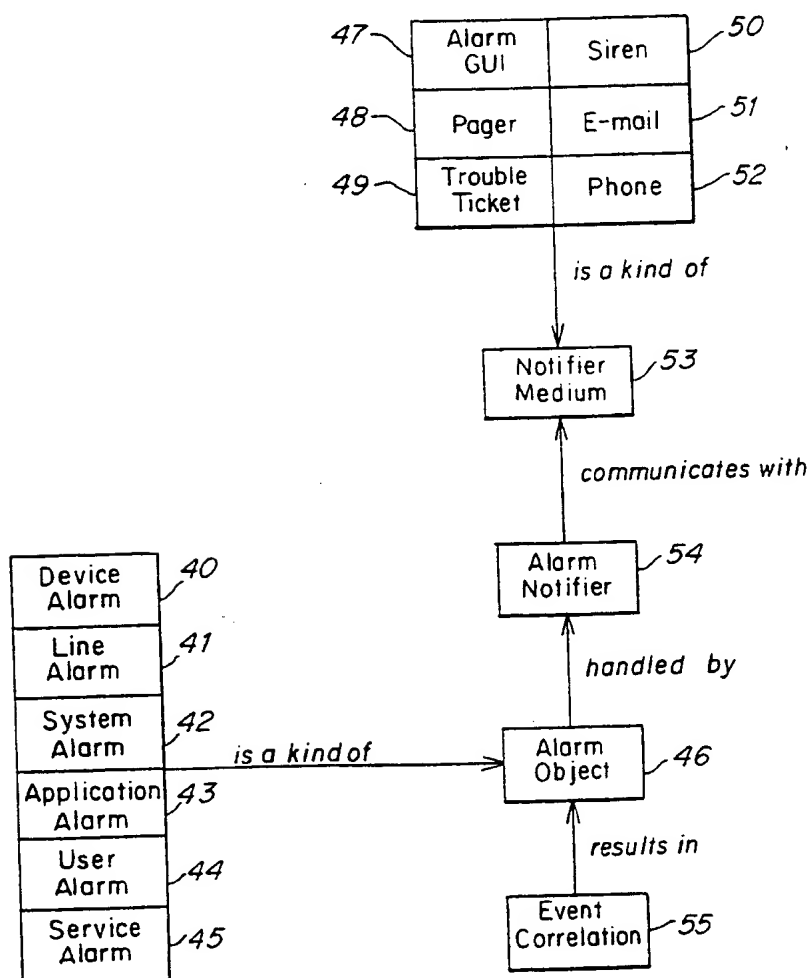 47
Alarm
GUI
Siren
50
48
Pager
E-mail
51
49
Trouble
Ticket
Phone
52
is a kind of
Notifier
Medium
53
communicates with
Alarm
Notifier
54
handled by
Device
Alarm
40
Line
Alarm
41
System
Alarm
42
Application
Alarm
43
User
Alarm
44
Service
Alarm
45
is a kind of
Alarm
Object
46
results in
Event
Correlation
55